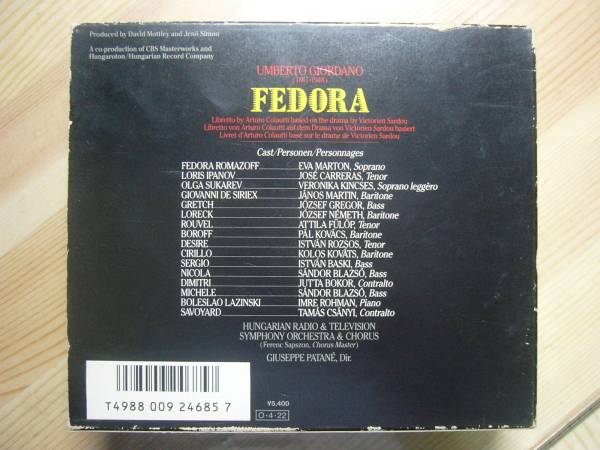 Produced by David Mottley and Jenő Simon
A co-production of CBS Masterworks and
Hungaroton/Hungarian Record Company
UMBERTO GIORDANO
(1867-1948)
FEDORA
Libretto by Arturo Colautti based on the drama by Victorien Sardou
Libretto von Arturo Colautti auf dem Drama von Victorien Sardou basiert
Livret d'Arturo Colautti basé sur le drame de Victorien Sardou
Cast/Personen/Personnages
FEDORA ROMAZOFF EVA MARTON, Soprano
LORIS IPANOV JOSÉ CARRERAS, Tenor
OLGA SUKAREV VERONIKA KINCSES, Soprano leggèro
GIOVANNI DE SIRIEX JÁNOS MARTIN, Baritone
GRETCH JÓZSEF GREGOR, Bass
LORECK JÓZSEF NÉMETH, Baritone
ROUVEL ATTILA FÜLÖP, Tenor
BOROFF PÁL KOVÁCS, Baritone
DESIRE ISTVÁN ROZSOS, Tenor
CIRILLO KOLOS KOVÁTS, Baritone
SERGIO ISTVÁN BASKI, Bass
NICOLA SÁNDOR BLAZSÓ, Bass
DIMITRI JUTTA BOKOR, Contralto
MICHELE SÁNDOR BLAZSÓ, Bass
BOLESLAO LAZINSKI IMRE ROHMAN, Piano
SAVOYARD TAMÁS CSÁNYI, Contralto
HUNGARIAN RADIO & TELEVISION
SYMPHONY ORCHESTRA & CHORUS
(Ferenc Sapszon, Chorus Master)
GIUSEPPE PATANÉ, Dir.
T4988 009 24685 7
¥5,400
O-4-22